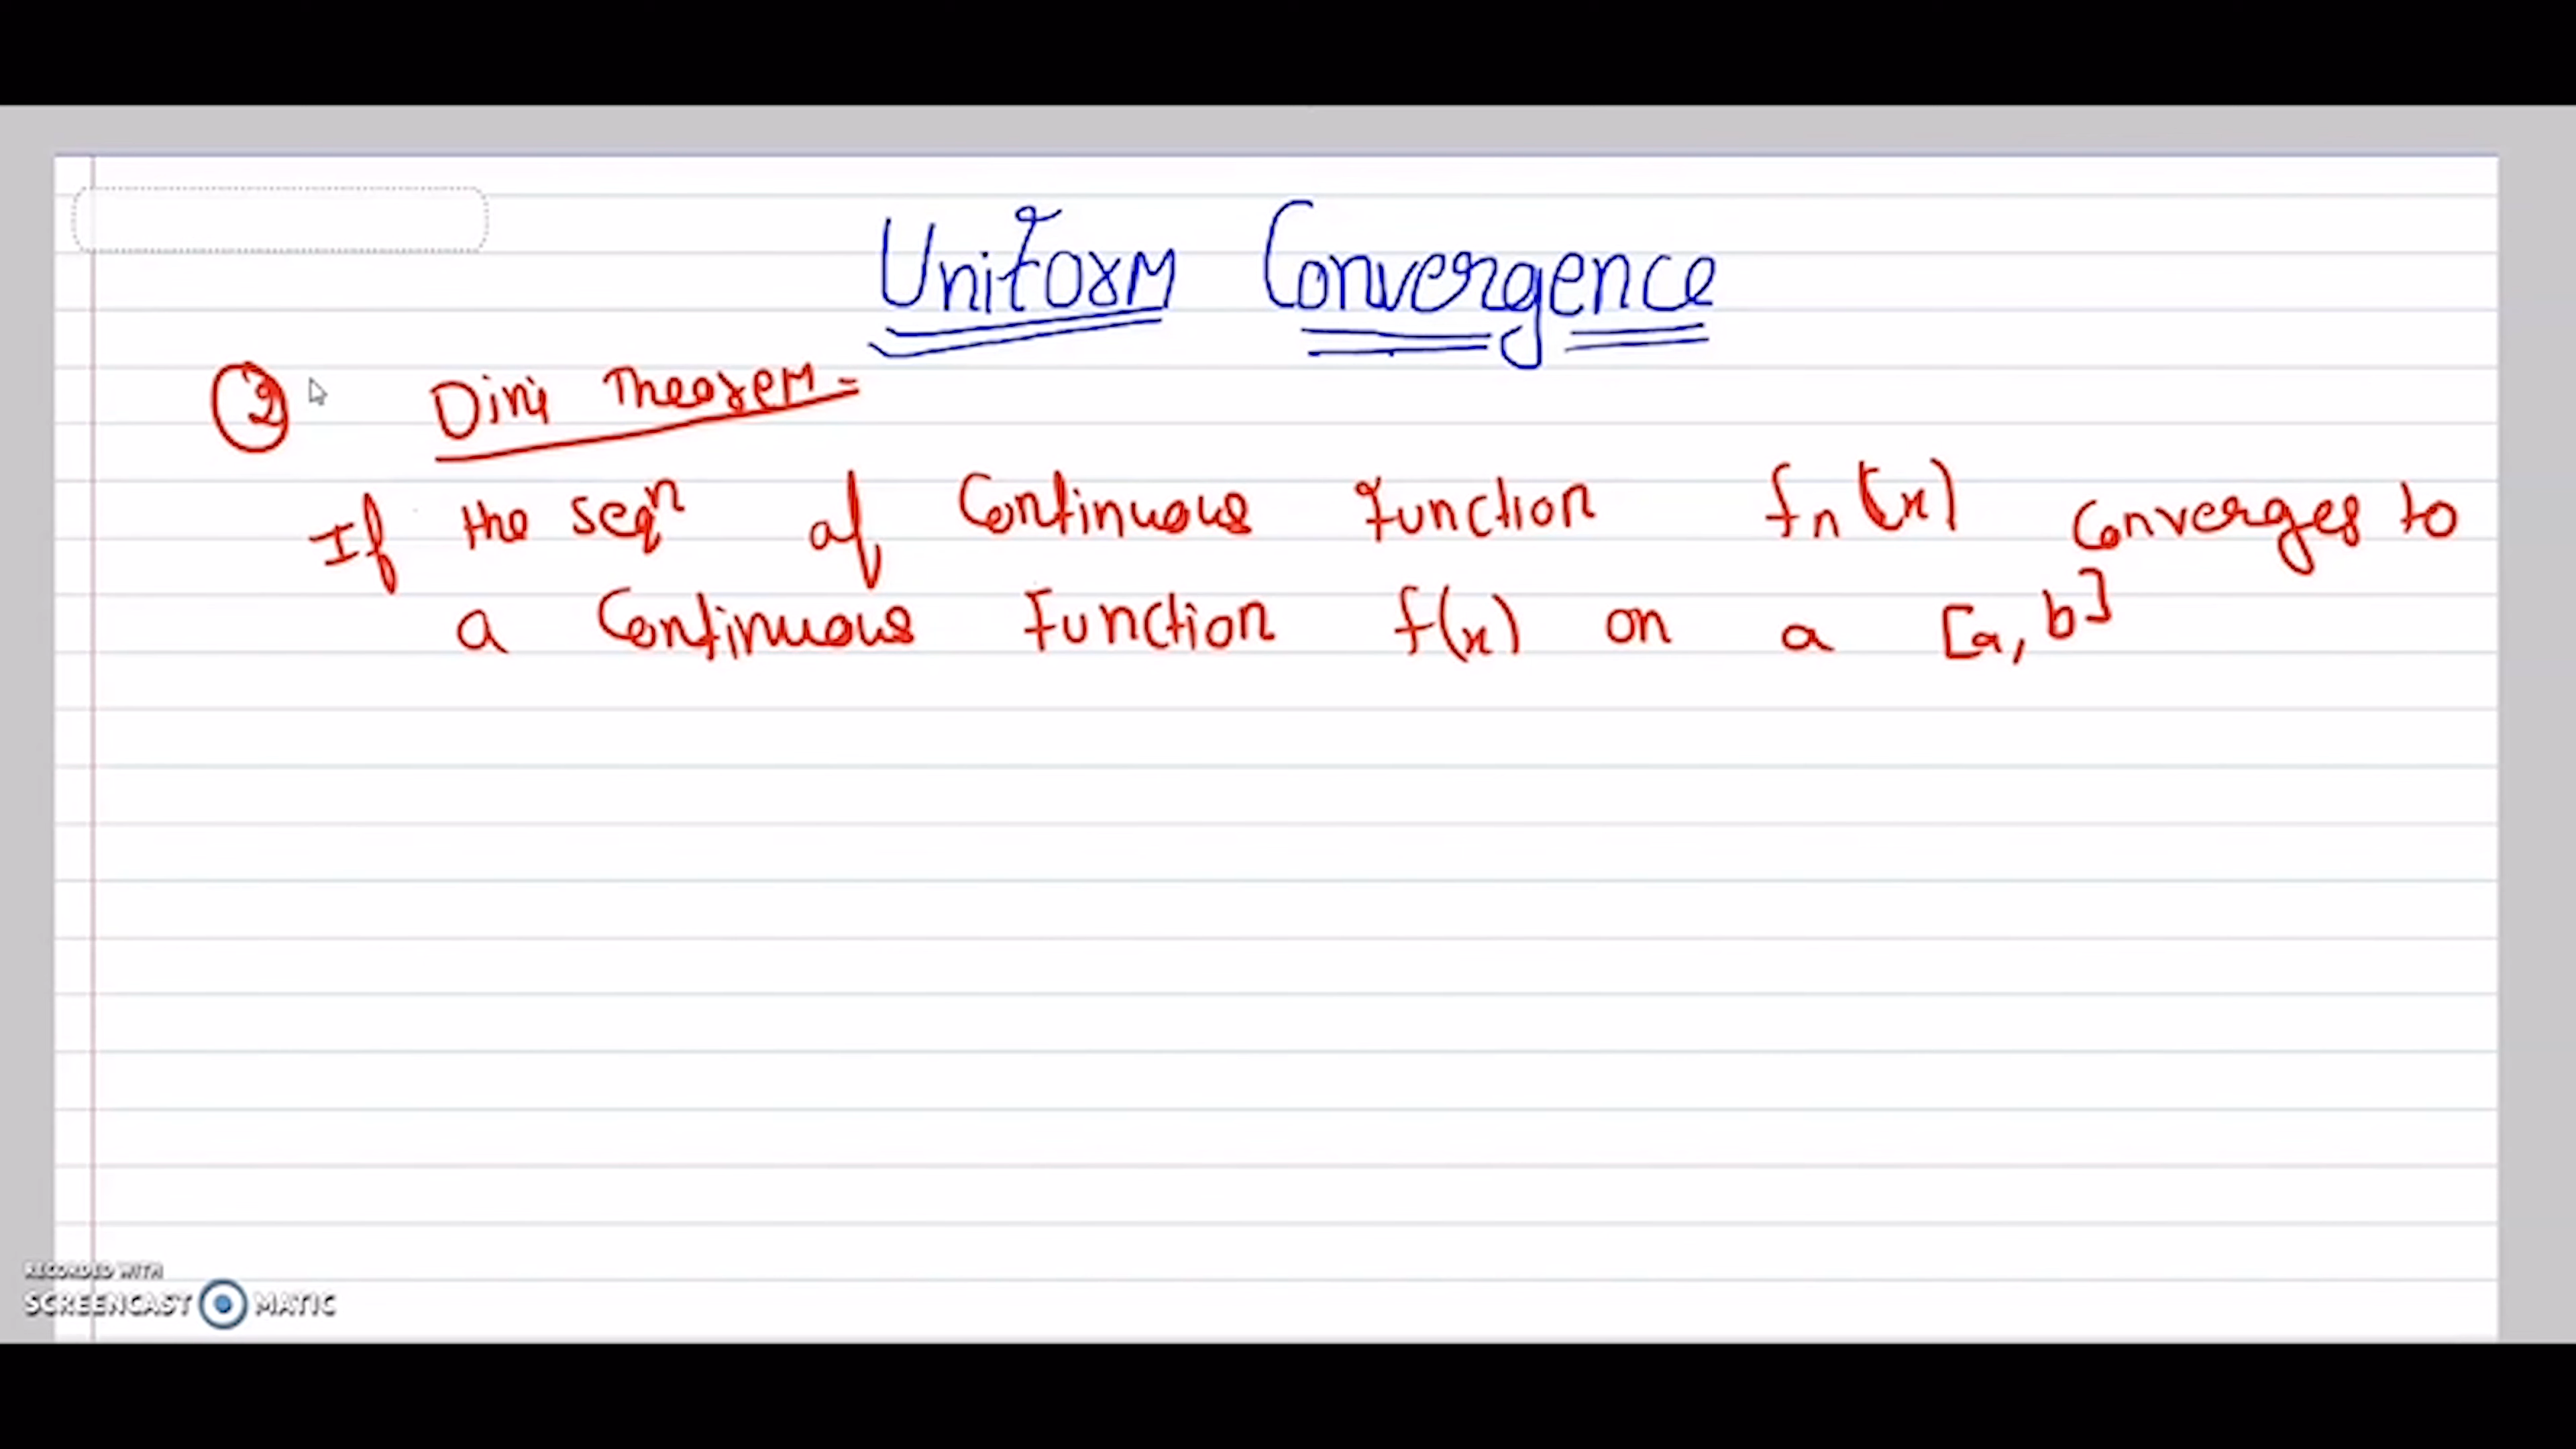 Uniform Convergence
② Dini Theorem =
If the seqⁿ of Continuous function fn(x) Converges to
a Continuous Function f(x) on a [a, b]
RECORDED WITH
SCREENCAST MATIC